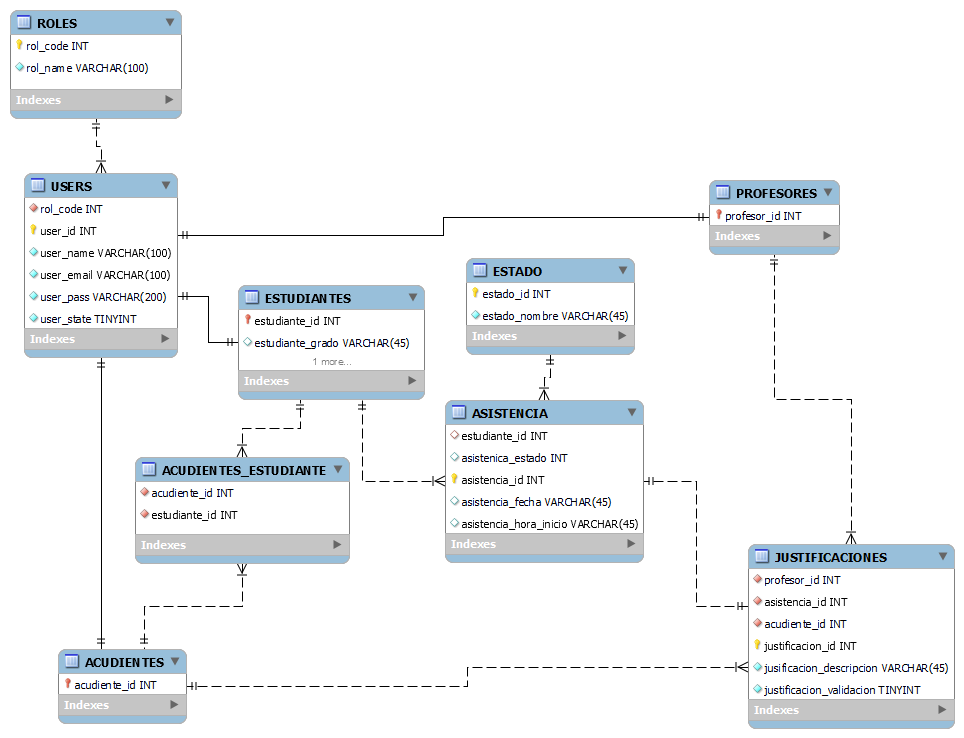 ROLES
rol_code INT
rol_name VARCHAR(100)
Indexes
USERS
rol_code INT
user_id INT
user_name VARCHAR(100)
user_email VARCHAR(100)
user_pass VARCHAR(200)
user_state TINYINT
Indexes
PROFESORES
profesor_id INT
Indexes
ESTUDIANTES
estudiante_id INT
estudiante_grado VARCHAR(45)
1 more...
Indexes
ESTADO
estado_id INT
estado_nombre VARCHAR(45)
Indexes
ASISTENCIA
estudiante_id INT
asistenica_estado INT
asistencia_id INT
asistencia_fecha VARCHAR(45)
asistencia_hora_inicio VARCHAR(45)
Indexes
ACUDIENTES_ESTUDIANTE
acudiente_id INT
estudiante_id INT
Indexes
JUSTIFICACIONES
profesor_id INT
asistencia_id INT
acudiente_id INT
justificacion_id INT
jusificacion_descripcion VARCHAR(45)
justificacion_validacion TINYINT
Indexes
ACUDIENTES
acudiente_id INT
Indexes